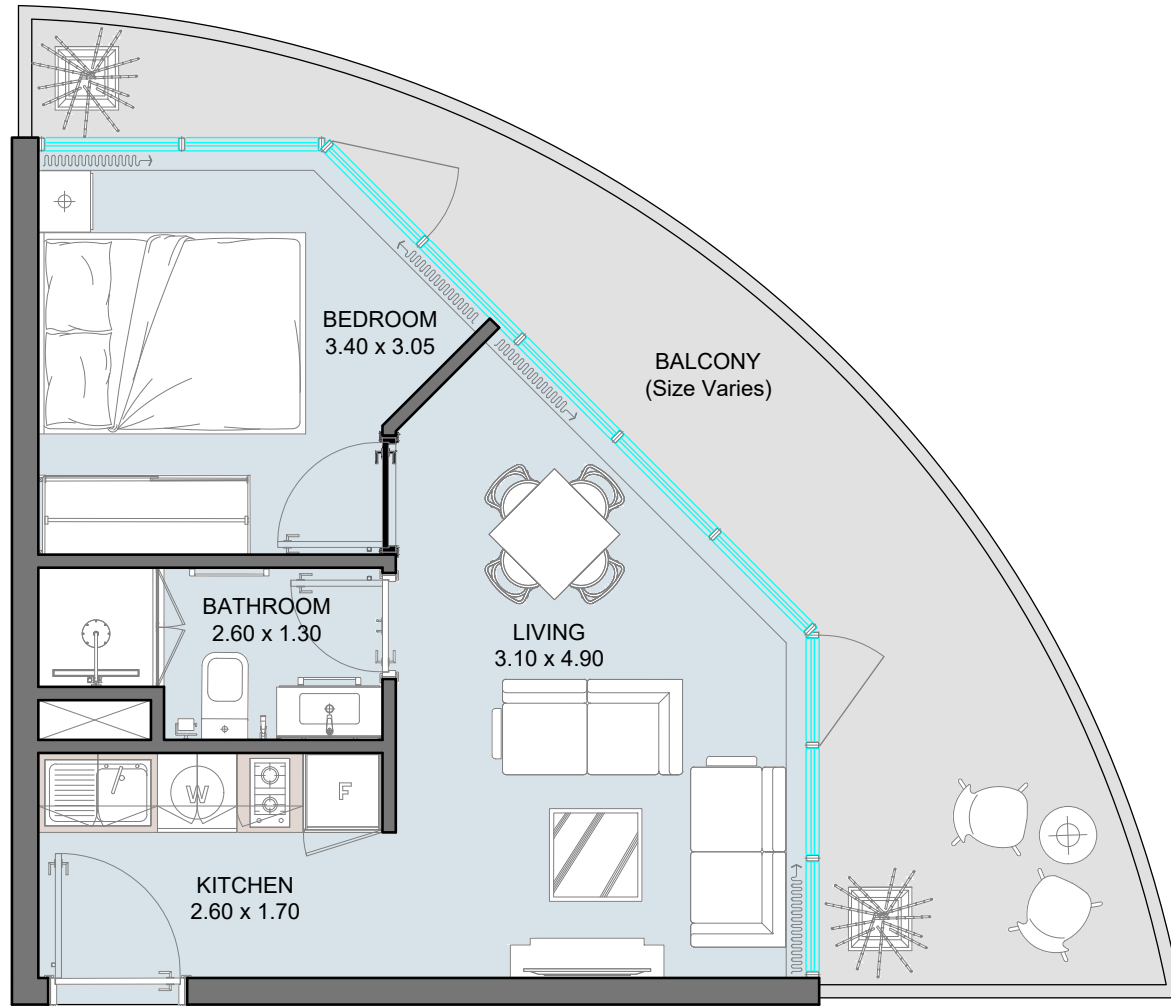 BEDROOM
3.40 x 3.05
BALCONY
(Size Varies)
BATHROOM
2.60 x 1.30
LIVING
3.10 x 4.90
W
F
KITCHEN
2.60 x 1.70